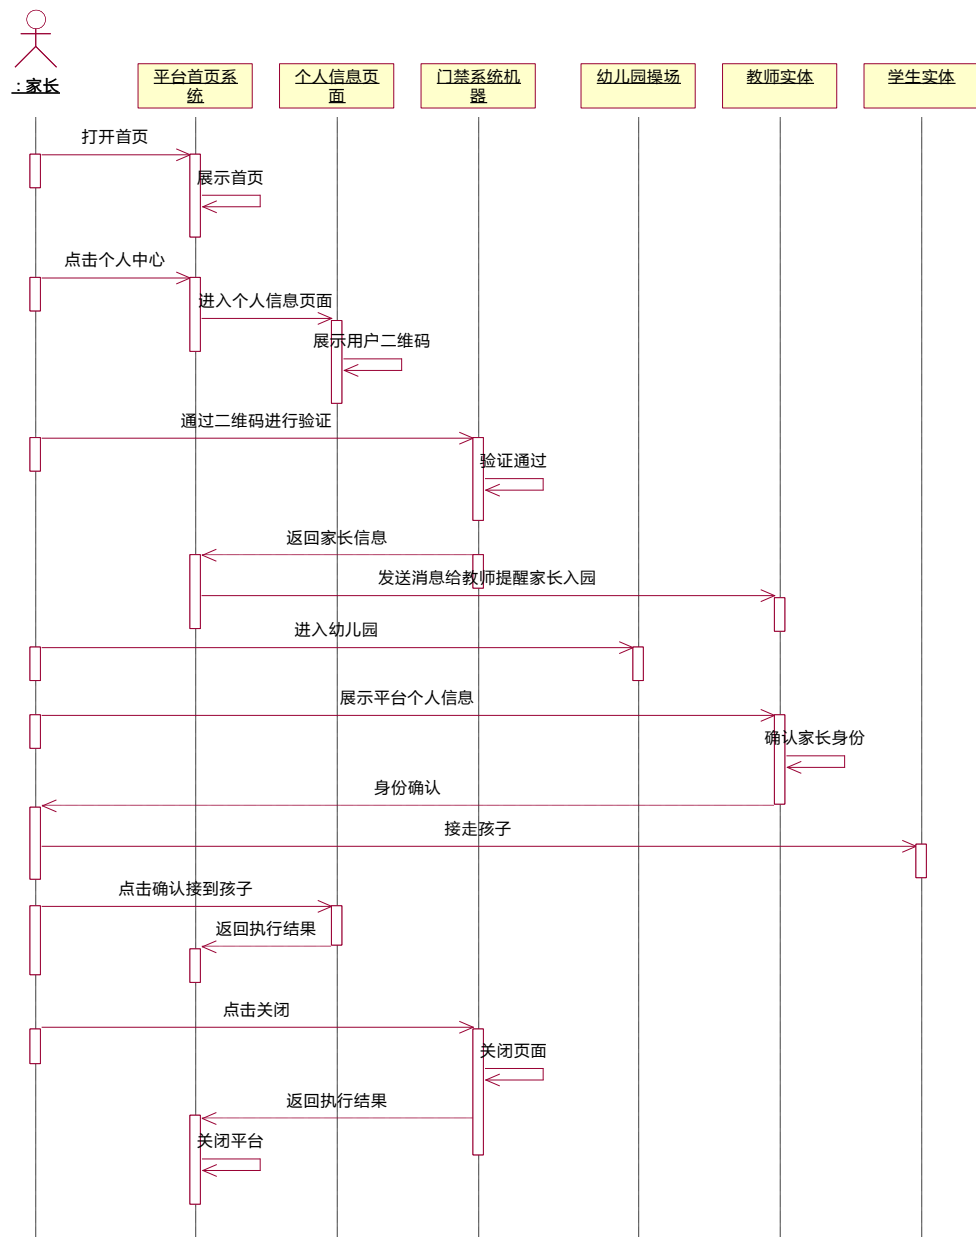 : 家长
平台首页系
统
个人信息页
面
门禁系统机
器
幼儿园操场
教师实体
学生实体
打开首页
展示首页
点击个人中心
进入个人信息页面
展示用户二维码
通过二维码进行验证
验证通过
返回家长信息
发送消息给教师提醒家长入园
进入幼儿园
展示平台个人信息
确认家长身份
身份确认
接走孩子
点击确认接到孩子
返回执行结果
点击关闭
关闭页面
返回执行结果
关闭平台